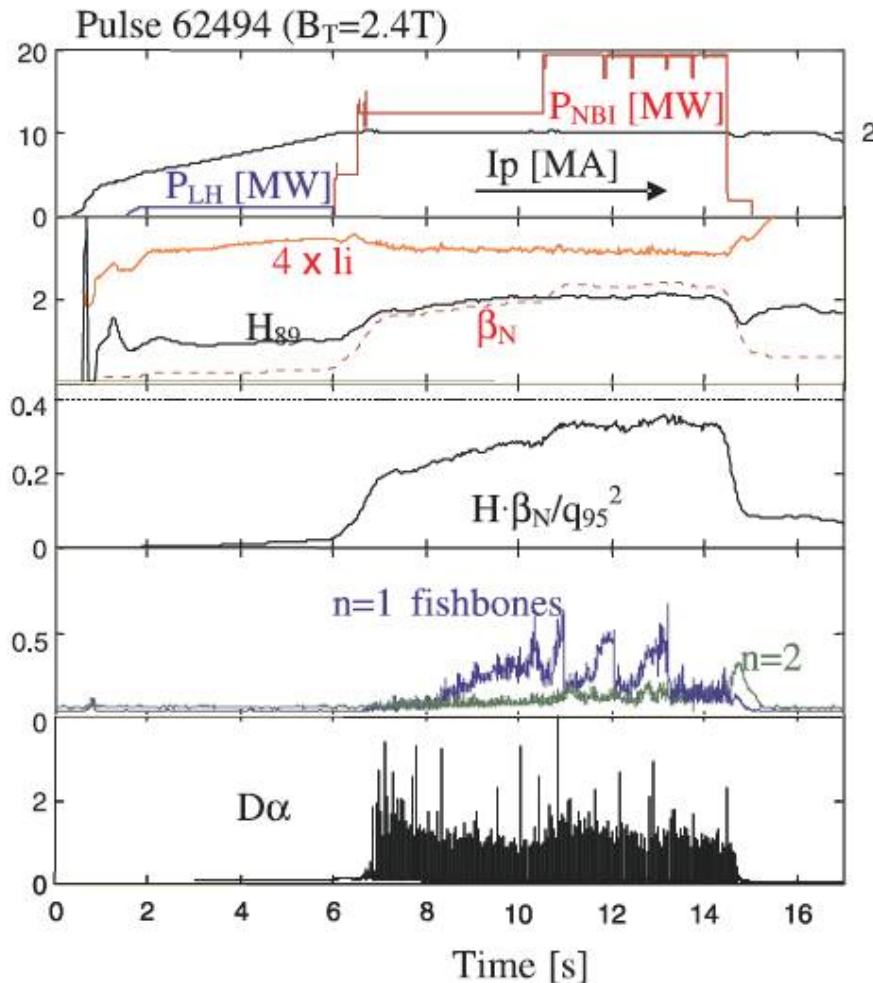 Pulse 62494 (B_T=2.4T)
20
P_NBI [MW]
10
2
Ip [MA]
P_LH [MW]
0
4 x li
2
H_89
β_N
0.4
0.2
H·β_N/q_95^2
0
n=1 fishbones
0.5
n=2
0
2
Dα
0
0 2 4 6 8 10 12 14 16
Time [s]